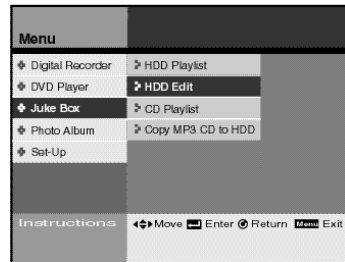 Menu
Digital Recorder
DVD Player
Juke Box
Photo Album
Set-Up
HDD Playlist
HDD Edit
CD Playlist
Copy MP3 CD to HDD
Instructions
Move Enter Return Menu Exit